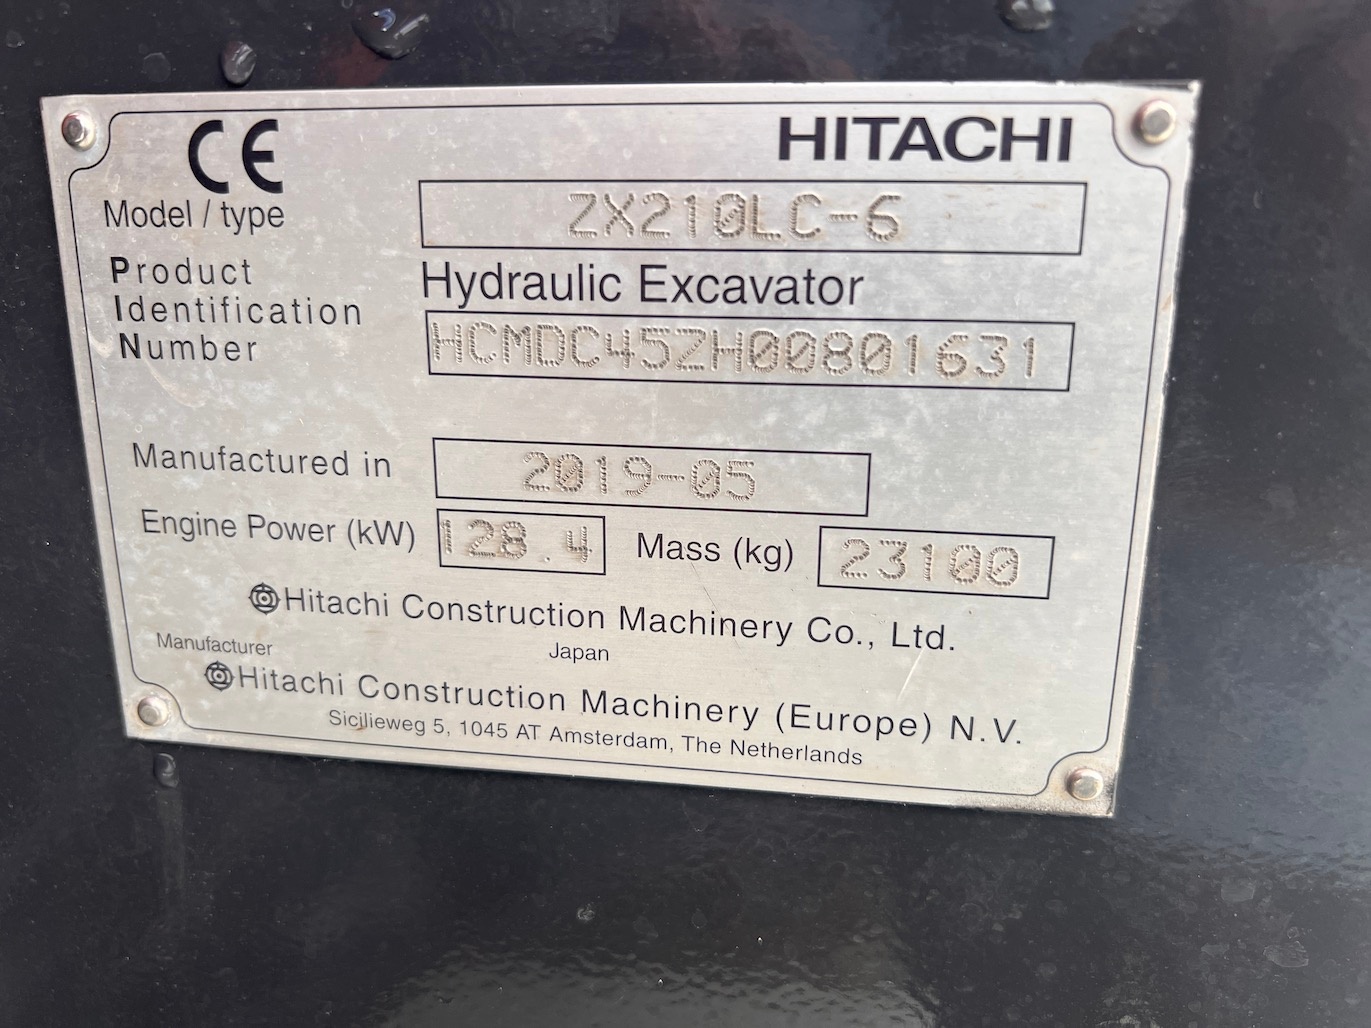 CE HITACHI
Model / type ZX210LC-6
Product Hydraulic Excavator
Identification
Number HCMDC45ZH00801631
Manufactured in 2019-05
Engine Power (kW) 128.4 Mass (kg) 23100
Hitachi Construction Machinery Co., Ltd.
Japan
Manufacturer
Hitachi Construction Machinery (Europe) N.V.
Sicilieweg 5, 1045 AT Amsterdam, The Netherlands